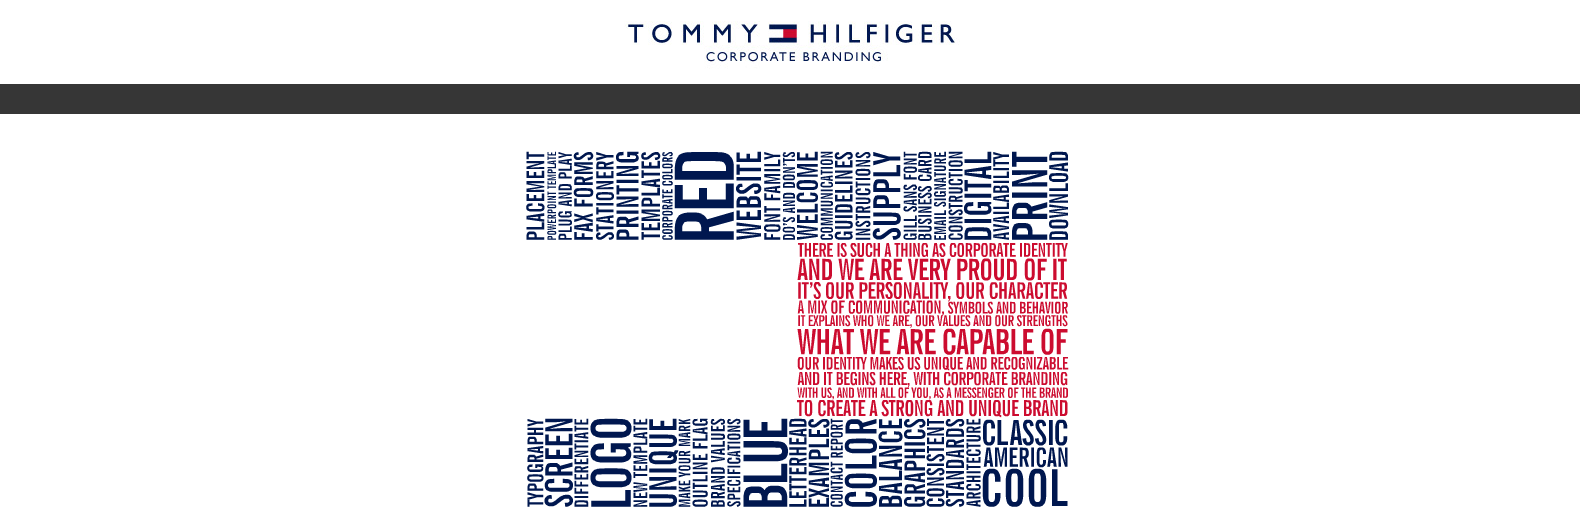 TOMMY HILFIGER
CORPORATE BRANDING
PLACEMENT
POWERPOINT TEMPLATE
PLUG AND PLAY
FAX FORMS
STATIONERY
PRINTING
TEMPLATES
CORPORATE COLORS
RED
WEBSITE
FONT FAMILY
DO'S AND DON'TS
WELCOME
COMMUNICATION
GUIDELINES
INSTRUCTIONS
SUPPLY
GILL SANS FONT
BUSINESS CARD
EMAIL SIGNATURE
CONSTRUCTION
DIGITAL
AVAILABILITY
PRINT
DOWNLOAD
THERE IS SUCH A THING AS CORPORATE IDENTITY
AND WE ARE VERY PROUD OF IT
IT'S OUR PERSONALITY, OUR CHARACTER
A MIX OF COMMUNICATION, SYMBOLS AND BEHAVIOR
IT EXPLAINS WHO WE ARE, OUR VALUES AND OUR STRENGTHS
WHAT WE ARE CAPABLE OF
OUR IDENTITY MAKES US UNIQUE AND RECOGNIZABLE
AND IT BEGINS HERE, WITH CORPORATE BRANDING
WITH US, AND WITH ALL OF YOU, AS A MESSENGER OF THE BRAND
TO CREATE A STRONG AND UNIQUE BRAND
TYPOGRAPHY
SCREEN
DIFFERENTIATE
LOGO
NEW TEMPLATE
UNIQUE
MAKE YOUR MARK
OUTLINE FLAG
BRAND VALUES
SPECIFICATIONS
BLUE
LETTERHEAD
EXAMPLES
CONTACT REPORT
COLOR
BALANCE
GRAPHICS
CONSISTENT
STANDARDS
ARCHITECTURE
CLASSIC
AMERICAN
COOL